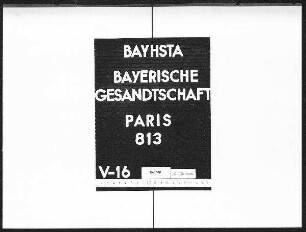 BAYHSTA
BAYERISCHE
GESANDTSCHAFT
PARIS
813
V-16